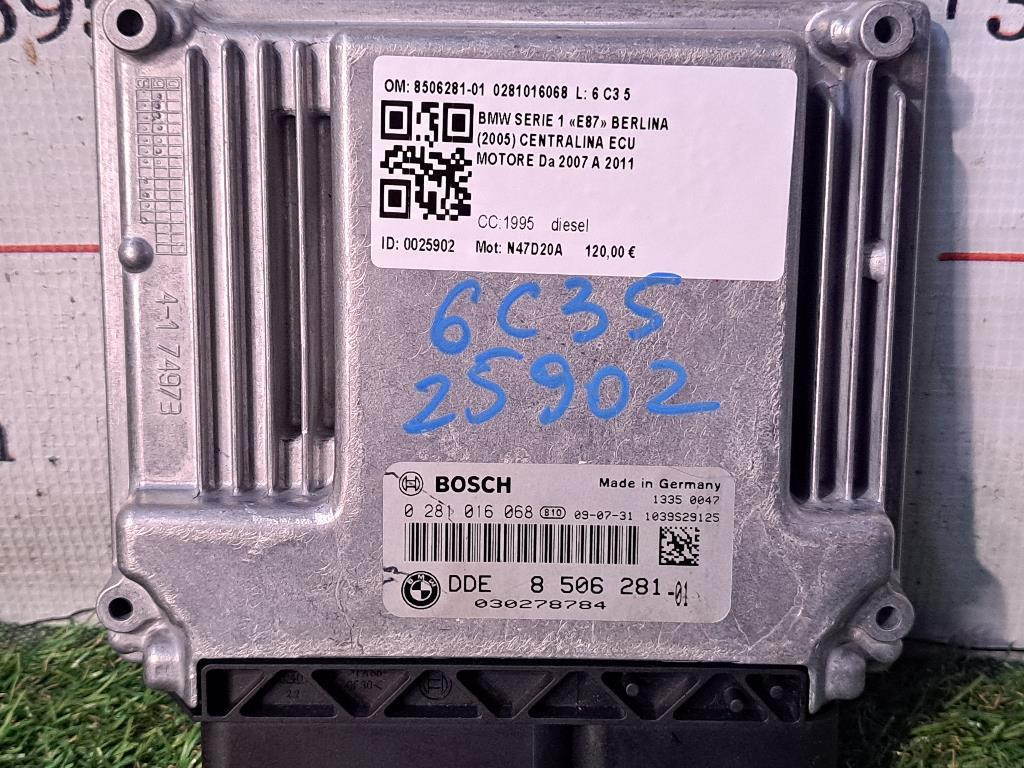 OM: 8506281-01 0281016068 L: 6 C3 5
BMW SERIE 1 «E87» BERLINA
(2005) CENTRALINA ECU
MOTORE Da 2007 A 2011
CC:1995 diesel
ID: 0025902 Mot: N47D20A 120,00 €
6C35
25902
4-1 74973
BOSCH Made in Germany
1335 0047
0 281 016 068 B10 09-07-31 1039S29125
BMW
DDE 8 506 281-01
030278784